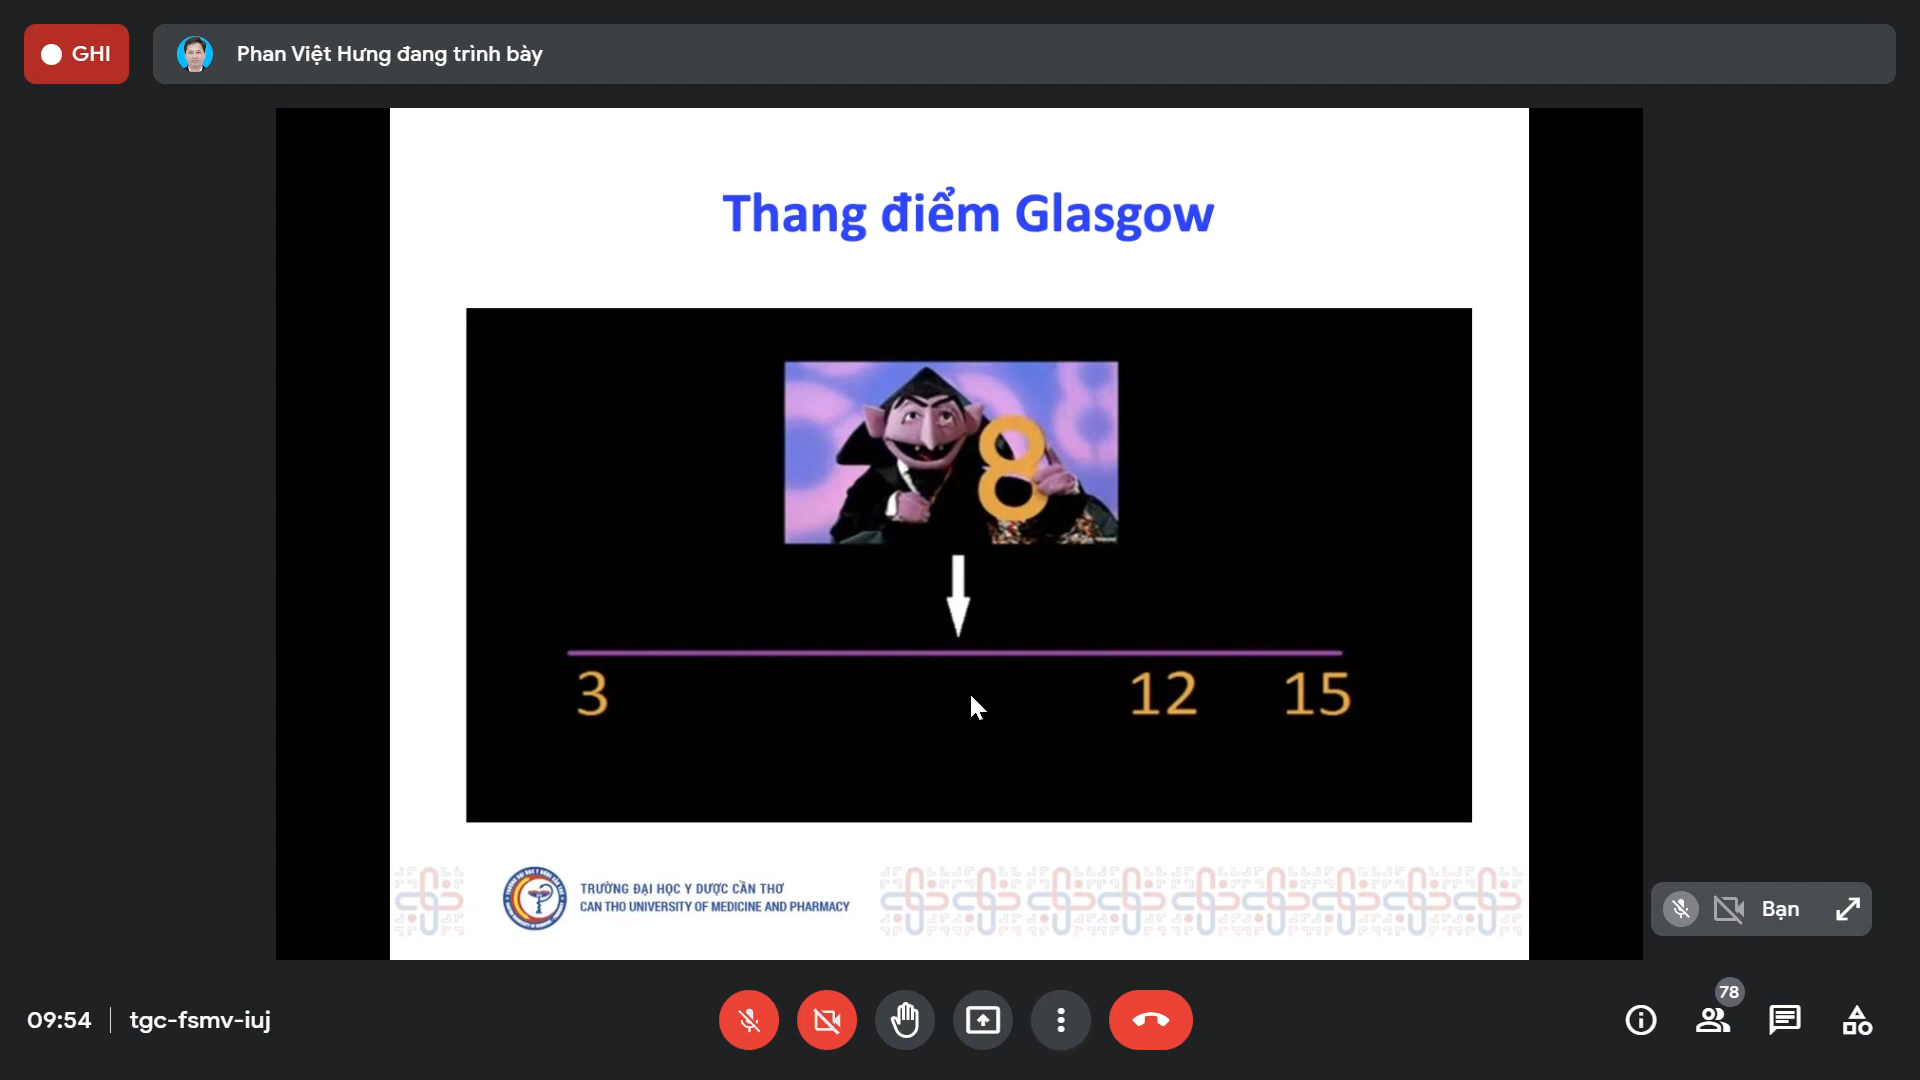 GHI
Phan Việt Hưng đang trình bày
Thang điểm Glasgow
8
3 12 15
TRƯỜNG ĐẠI HỌC Y DƯỢC CẦN THƠ
CAN THO UNIVERSITY OF MEDICINE AND PHARMACY
Bạn
09:54 tgc-fsmv-iuj
78